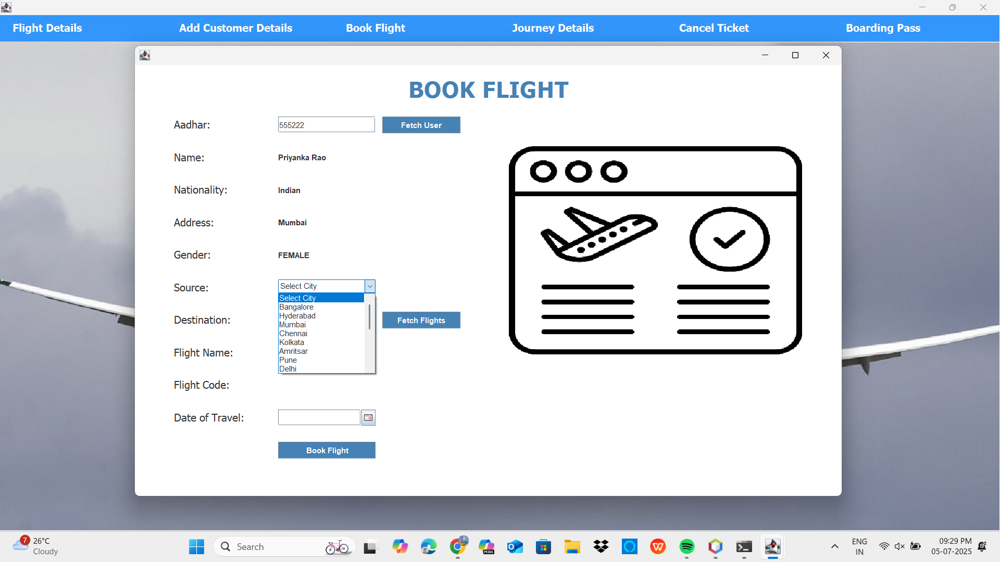 Flight Details Add Customer Details Book Flight Journey Details Cancel Ticket Boarding Pass
BOOK FLIGHT
Aadhar: 555222 Fetch User
Name: Priyanka Rao
Nationality: Indian
Address: Mumbai
Gender: FEMALE
Source: Select City
Select City
Bangalore
Hyderabad
Mumbai
Chennai
Kolkata
Amritsar
Pune
Delhi
Destination: Fetch Flights
Flight Name:
Flight Code:
Date of Travel:
Book Flight
7 26°C
Cloudy
Search
M365
ENG
IN
09:29 PM
05-07-2025